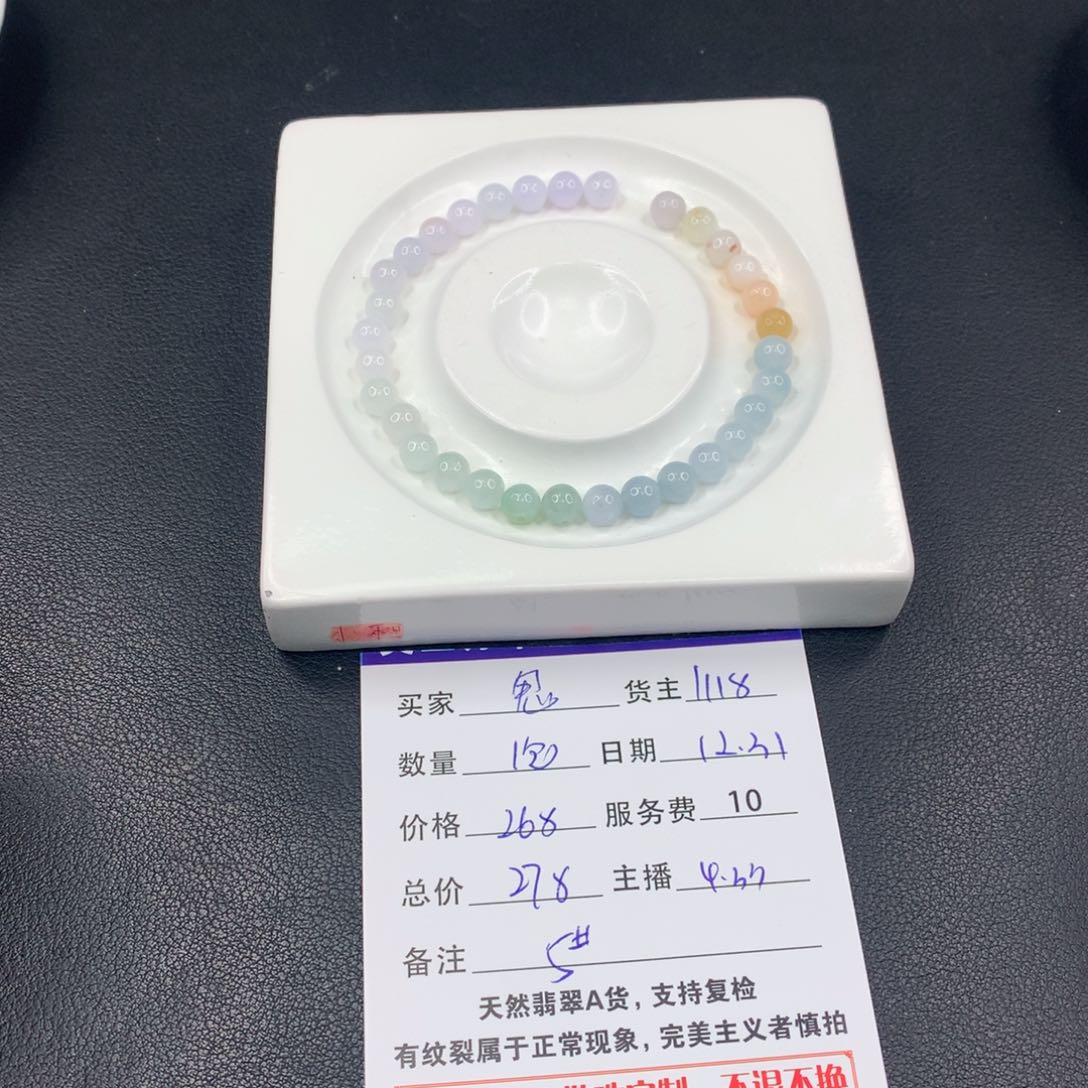 买家 货主 1118
数量 日期 12.31
价格 268 服务费 10
总价 278 主播
备注 5#
天然翡翠A货，支持复检
有纹裂属于正常现象，完美主义者慎拍
不退不换